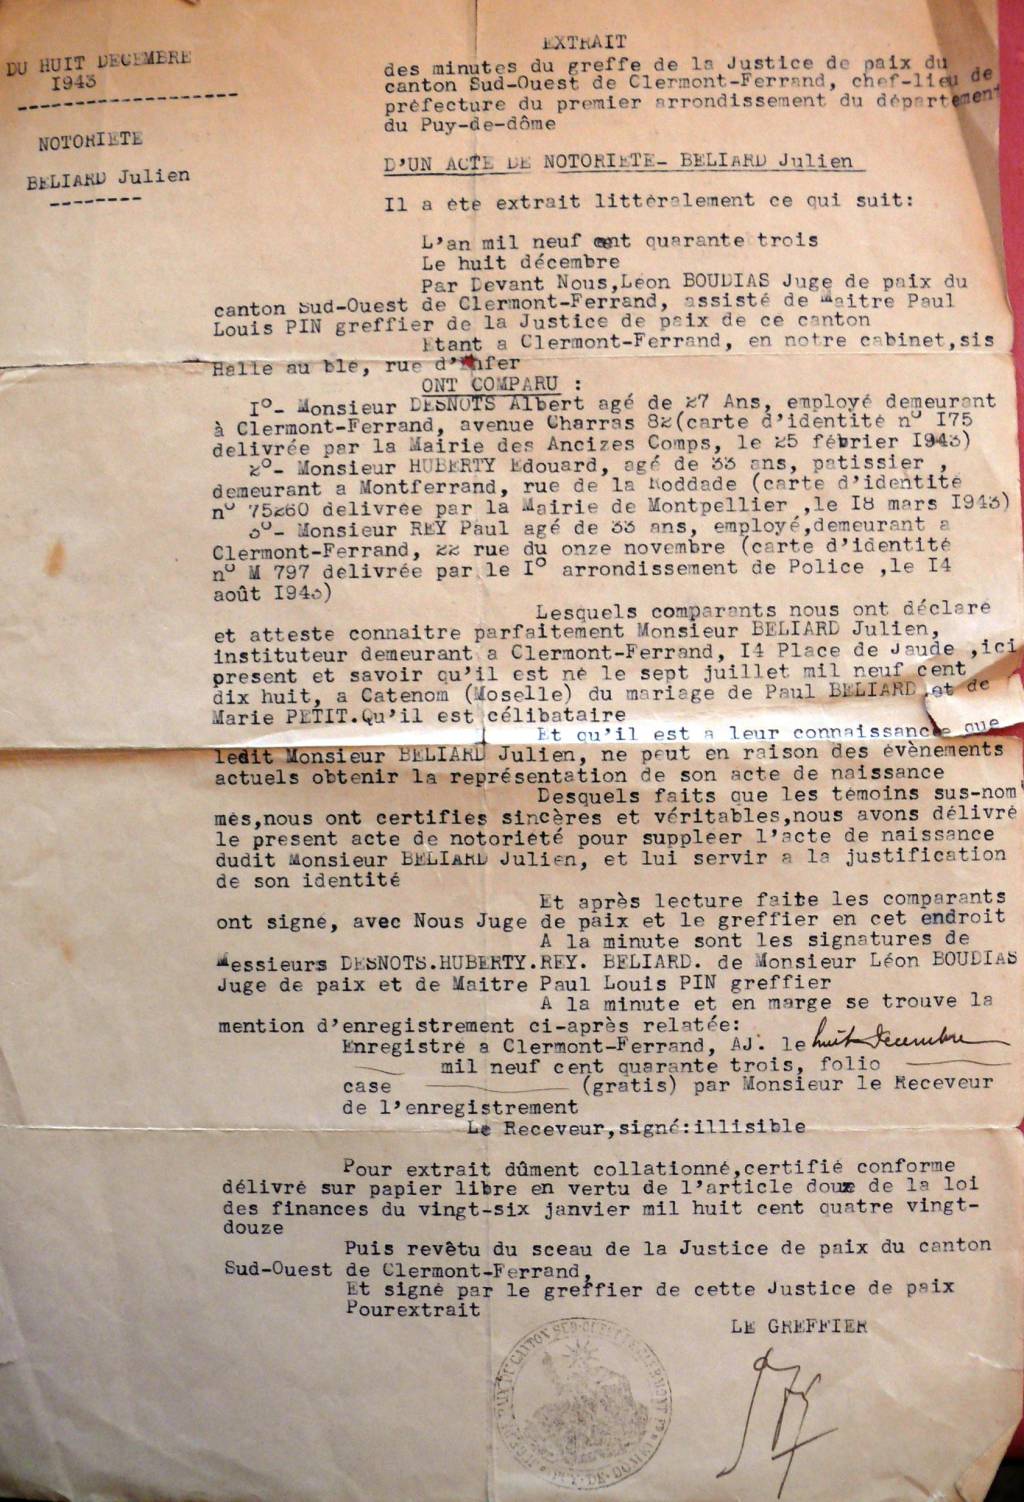 DU HUIT DECEMBRE
1943
NOTORIETE
BELIARD Julien
EXTRAIT
des minutes du greffe de la Justice de paix du
canton Sud-Ouest de Clermont-Ferrand, chef-lieu de
préfecture du premier arrondissement du département
du Puy-de-dôme
D'UN ACTE DE NOTORIETE- BELIARD Julien
Il a été extrait littéralement ce qui suit:
L'an mil neuf cent quarante trois
Le huit décembre
Par Devant Nous,Léon BOUDIAS Juge de paix du
canton Sud-Ouest de Clermont-Ferrand, assisté de Maitre Paul
Louis PIN greffier de la Justice de paix de ce canton
Etant a Clermont-Ferrand, en notre cabinet,sis
Halle au blé, rue d'Enfer
ONT COMPARU :
I°- Monsieur DESNOTS Albert agé de 27 Ans, employé demeurant
à Clermont-Ferrand, avenue Charras 82(carte d'identité n° I75
delivrée par la Mairie des Ancizes Comps, le 25 février I943)
2°- Monsieur HUBERTY Edouard, agé de 33 ans, patissier ,
demeurant a Montferrand, rue de la Roddade (carte d'identité
n° 75260 delivrée par la Mairie de Montpellier ,le I8 mars I943)
3°- Monsieur REY Paul agé de 33 ans, employé,demeurant a
Clermont-Ferrand, 22 rue du onze novembre (carte d'identité
n° M 797 delivrée par le I° arrondissement de Police ,le I4
août I943)
Lesquels comparants nous ont déclaré
et atteste connaitre parfaitement Monsieur BELIARD Julien,
instituteur demeurant a Clermont-Ferrand, I4 Place de Jaude ,ici
present et savoir qu'il est né le sept juillet mil neuf cent
dix huit, a Catenom (Moselle) du mariage de Paul BELIARD et de
Marie PETIT.Qu'il est célibataire
Et qu'il est a leur connaissance que
ledit Monsieur BELIARD Julien, ne peut en raison des évènements
actuels obtenir la représentation de son acte de naissance
Desquels faits que les témoins sus-nom
més,nous ont certifiés sincères et véritables,nous avons délivré
le present acte de notorieté pour suppléer l'acte de naissance
dudit Monsieur BELIARD Julien, et lui servir a la justification
de son identité
Et après lecture faite les comparants
ont signé, avec Nous Juge de paix et le greffier en cet endroit
A la minute sont les signatures de
Messieurs DESNOTS.HUBERTY.REY. BELIARD. de Monsieur Léon BOUDIAS
Juge de paix et de Maitre Paul Louis PIN greffier
A la minute et en marge se trouve la
mention d'enregistrement ci-après relatée:
Enregistré a Clermont-Ferrand, AJ. le huit decembre
mil neuf cent quarante trois, folio
case (gratis) par Monsieur le Receveur
de l'enregistrement
Le Receveur,signé:illisible
Pour extrait dûment collationné,certifié conforme
délivré sur papier libre en vertu de l'article douze de la loi
des finances du vingt-six janvier mil huit cent quatre vingt-
douze
Puis revêtu du sceau de la Justice de paix du canton
Sud-Ouest de Clermont-Ferrand,
Et signé par le greffier de cette Justice de paix
Pourextrait
LE GREFFIER
PUY-DE-DOME